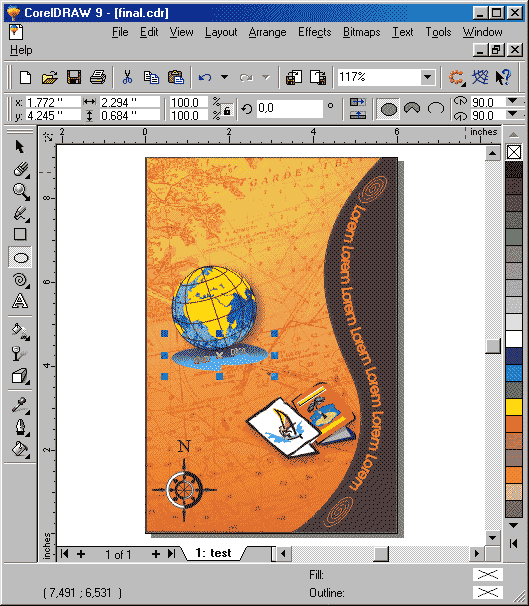 CorelDRAW 9 - [final.cdr]
File Edit View Layout Arrange Effects Bitmaps Text Tools Window
Help
117%
x: 1.772 " 2.294 " 100.0 % 0,0 ° 90.0
y: 4.245 " 0.684 " 100.0 % 90.0
2 0 2 4 6 inches
8
6
4
2
inches
GARDEN
Lorem Lorem Lorem Lorem Lorem Lorem Lorem
N
1 of 1
1: test
Fill:
( 7,491 ; 6,531 ) Outline: